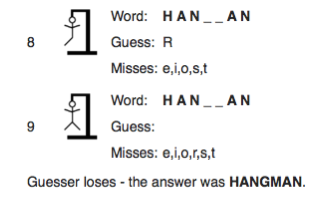 Word: H A N _ _ A N
8 Guess: R
Misses: e,i,o,s,t
Word: H A N _ _ A N
9 Guess:
Misses: e,i,o,r,s,t
Guesser loses - the answer was HANGMAN.